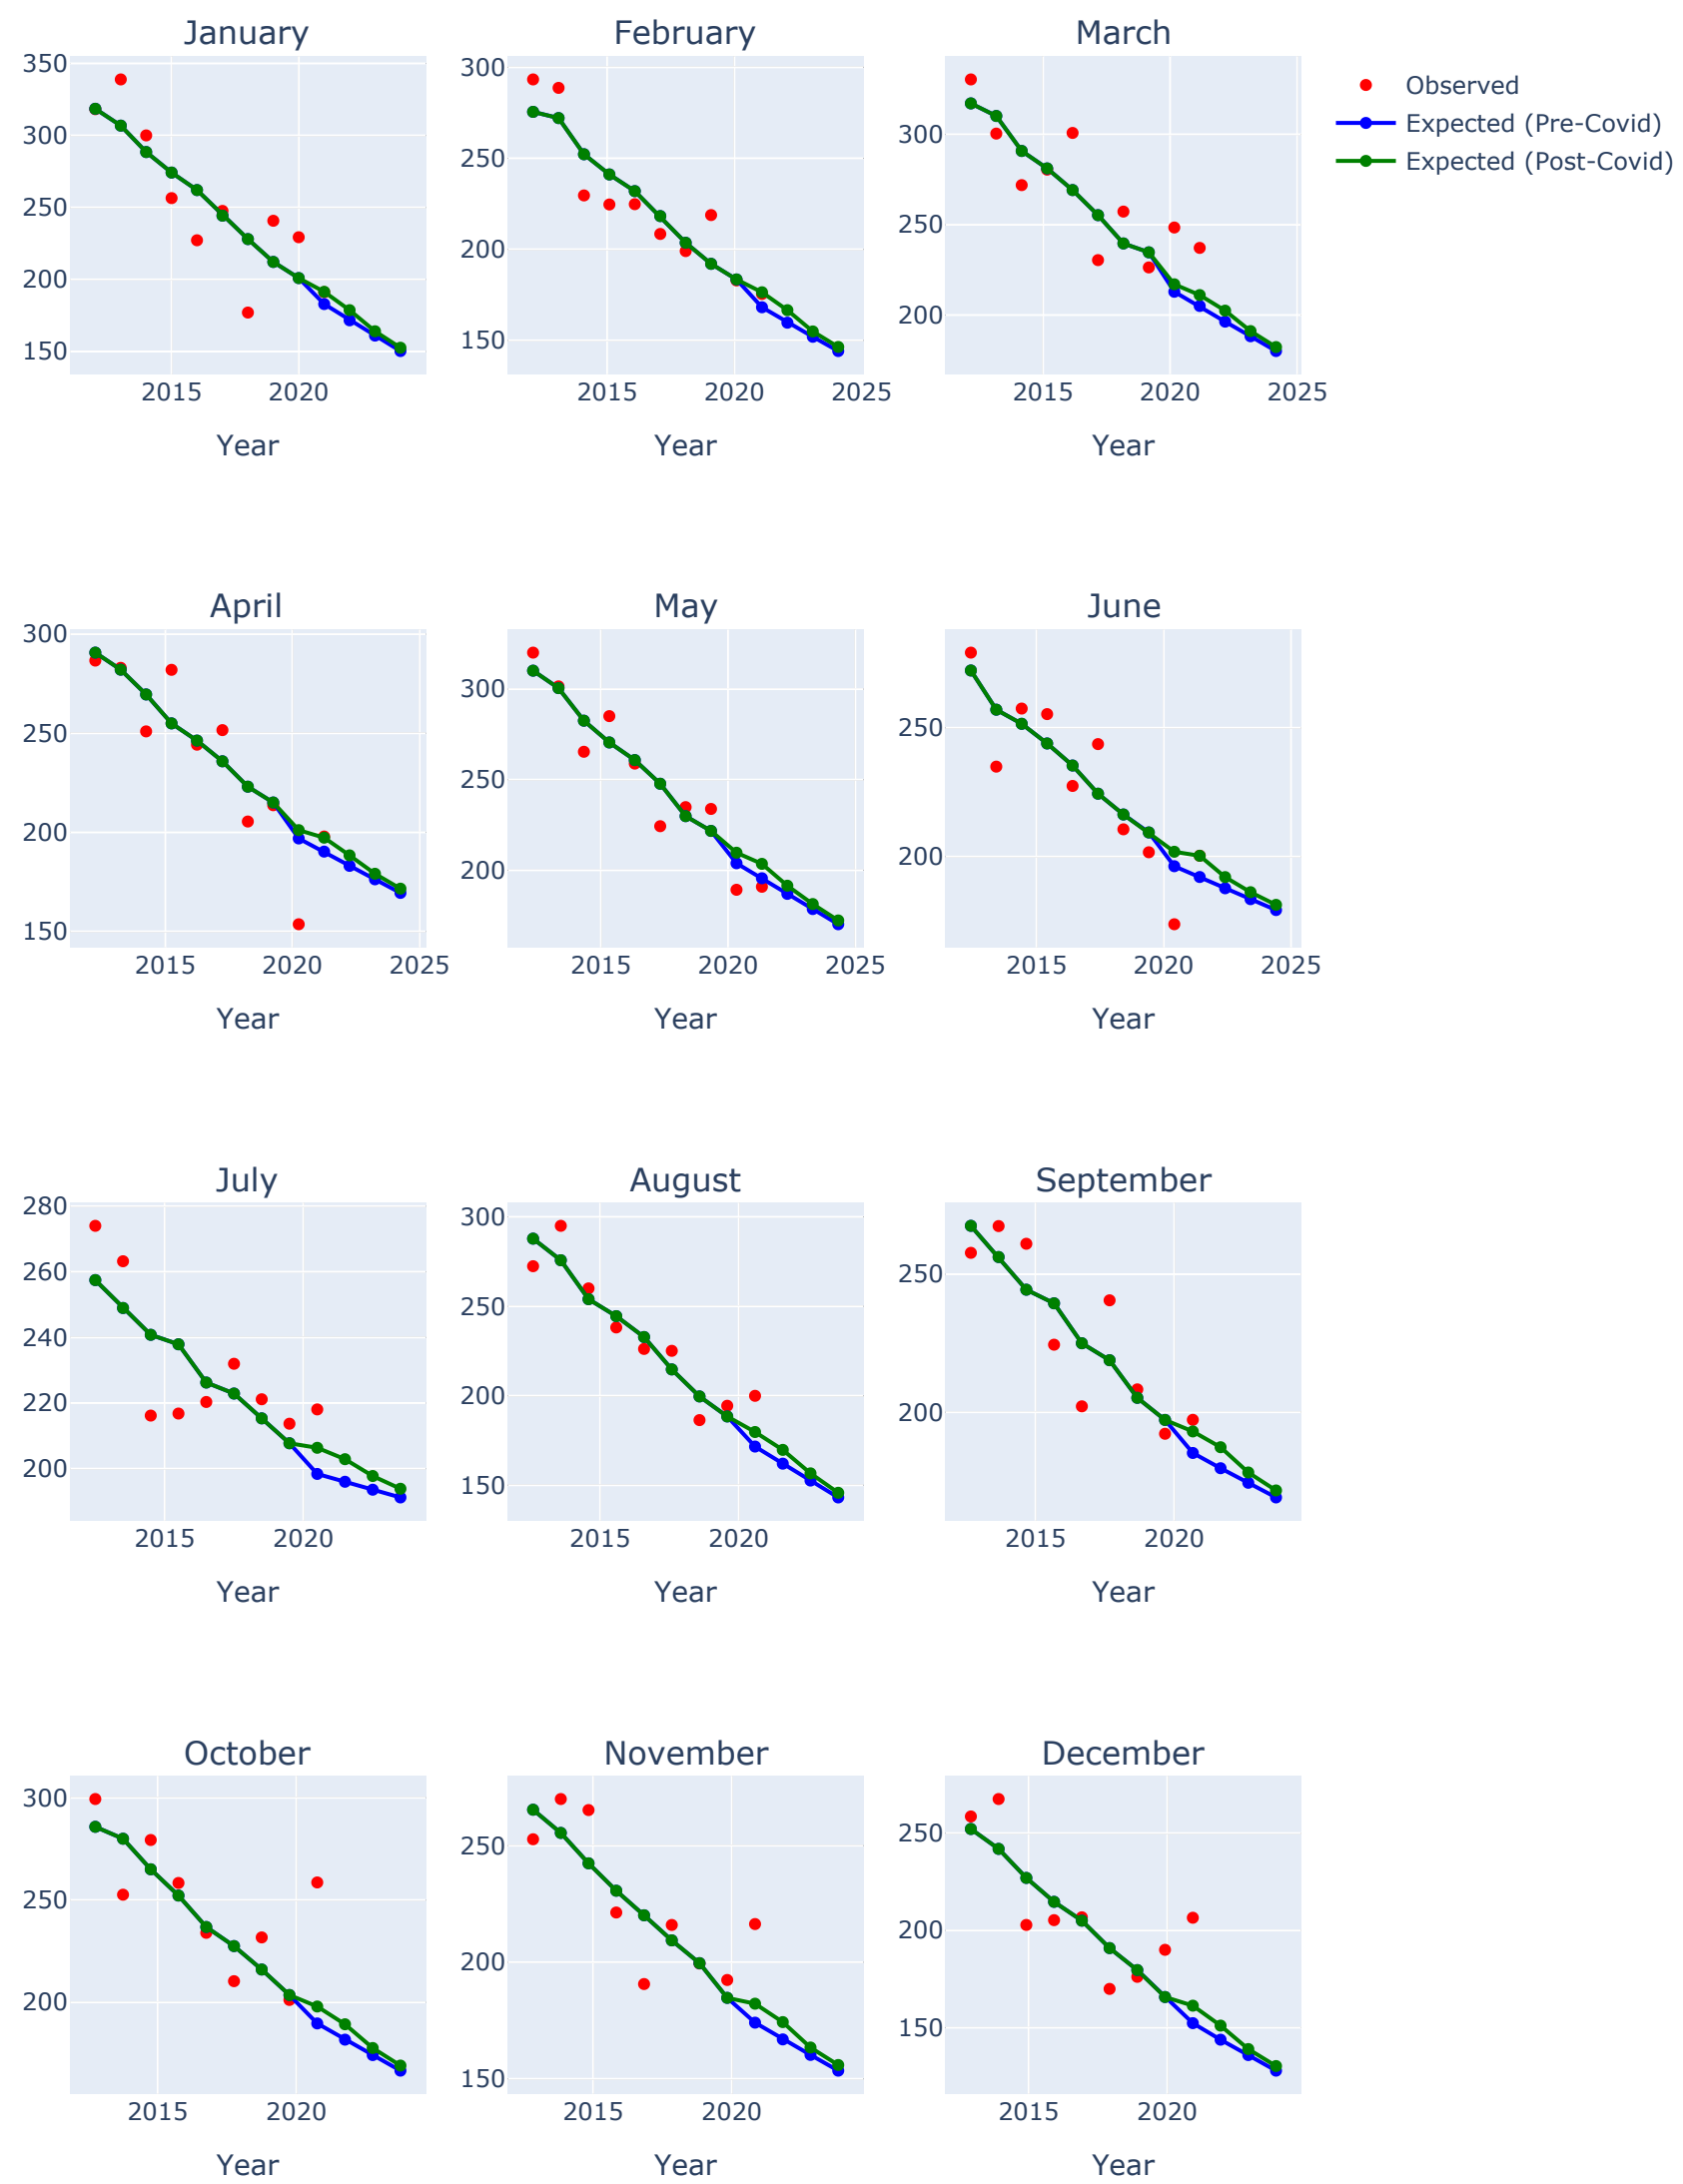 January February March
350
300
250
200
150
2015 2020
Year
300
250
200
150
2015 2020 2025
Year
300
250
200
2015 2020 2025
Year
Observed
Expected (Pre-Covid)
Expected (Post-Covid)
April May June
300
250
200
150
2015 2020 2025
Year
300
250
200
2015 2020 2025
Year
250
200
2015 2020 2025
Year
July August September
280
260
240
220
200
2015 2020
Year
300
250
200
150
2015 2020
Year
250
200
2015 2020
Year
October November December
300
250
200
2015 2020
Year
250
200
150
2015 2020
Year
250
200
150
2015 2020
Year